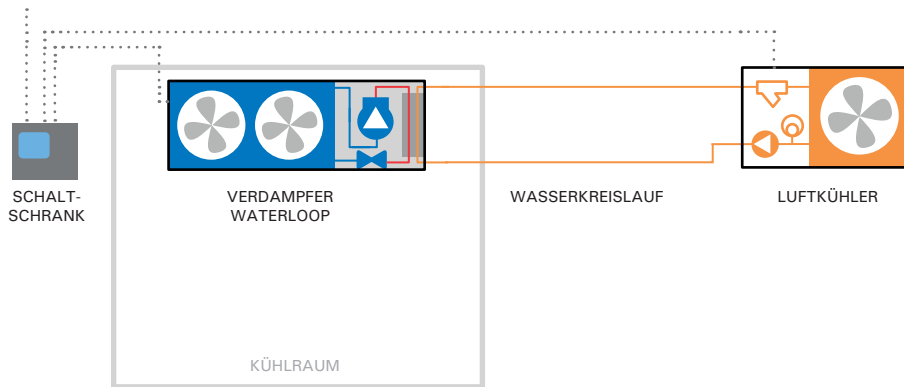 SCHALT-
SCHRANK
VERDAMPFER
WATERLOOP
WASSERKREISLAUF
LUFTKÜHLER
KÜHLRAUM